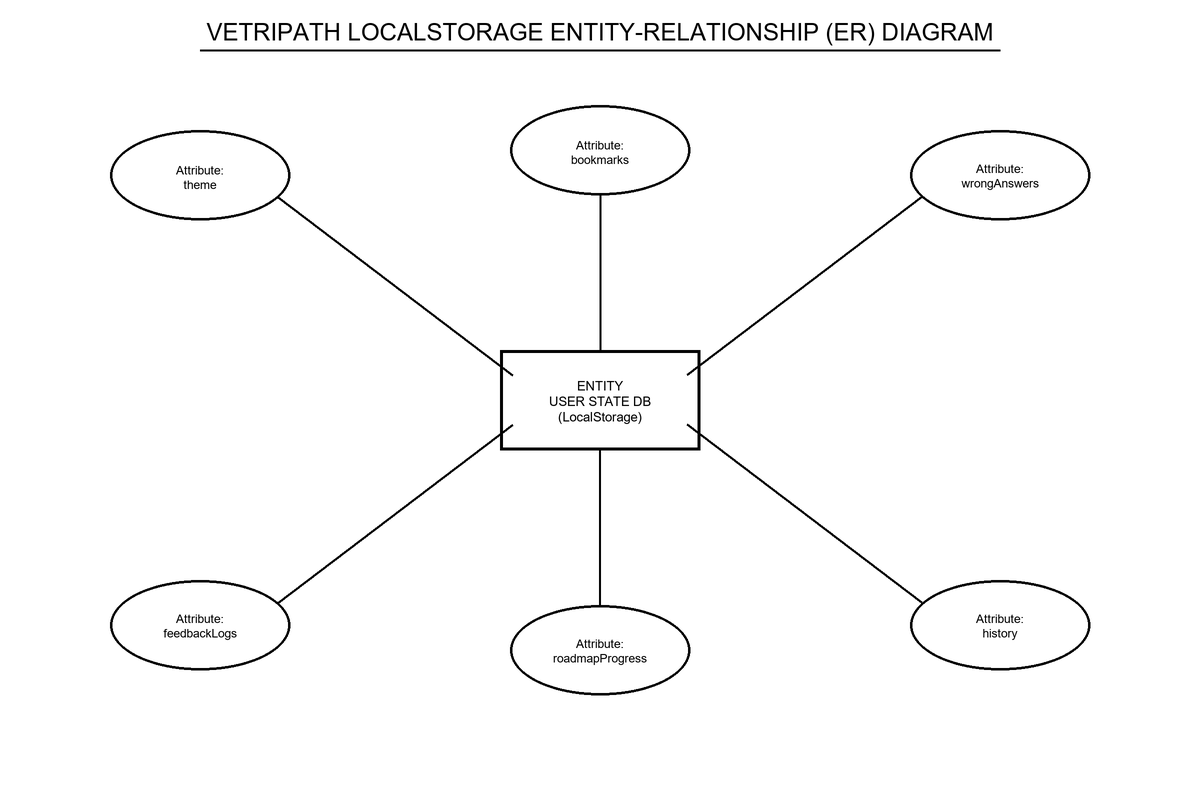 VETRIPATH LOCALSTORAGE ENTITY-RELATIONSHIP (ER) DIAGRAM
Attribute:
theme
Attribute:
bookmarks
Attribute:
wrongAnswers
ENTITY
USER STATE DB
(LocalStorage)
Attribute:
feedbackLogs
Attribute:
roadmapProgress
Attribute:
history